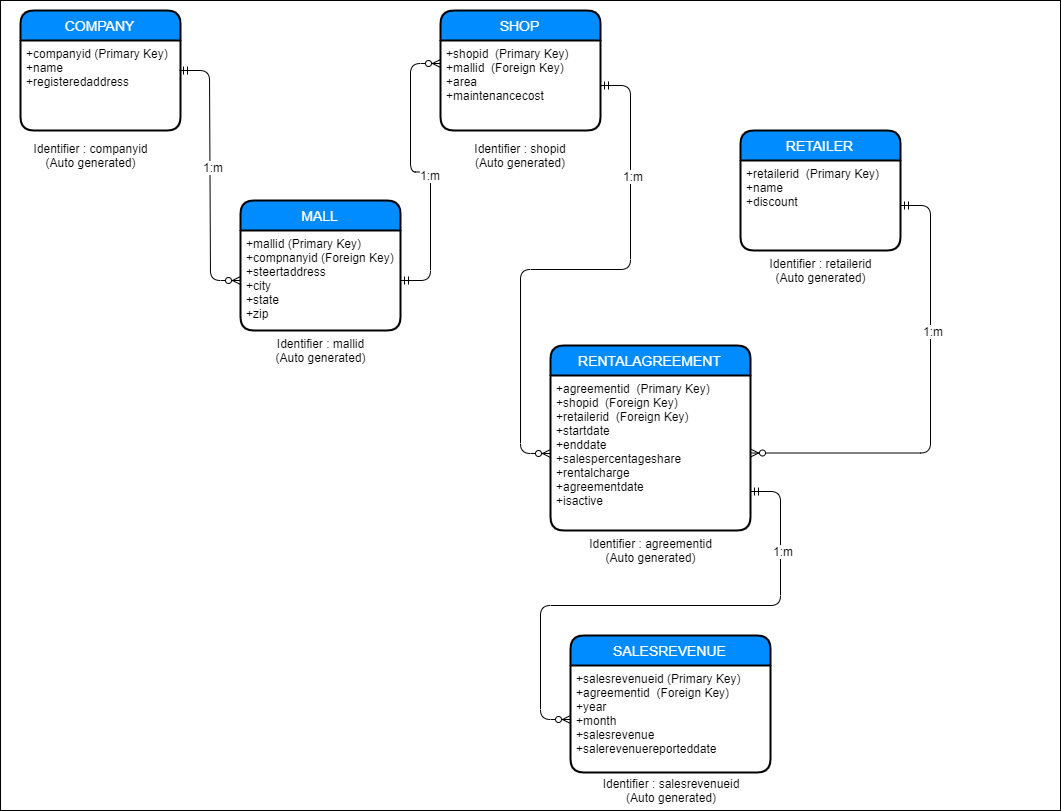 COMPANY
+companyid (Primary Key)
+name
+registeredaddress
Identifier : companyid
(Auto generated)
1:m
MALL
+mallid (Primary Key)
+compnanyid (Foreign Key)
+steertaddress
+city
+state
+zip
Identifier : mallid
(Auto generated)
1:m
SHOP
+shopid  (Primary Key)
+mallid  (Foreign Key)
+area
+maintenancecost
Identifier : shopid
(Auto generated)
1:m
RETAILER
+retailerid  (Primary Key)
+name
+discount
Identifier : retailerid
(Auto generated)
1:m
RENTALAGREEMENT
+agreementid  (Primary Key)
+shopid  (Foreign Key)
+retailerid  (Foreign Key)
+startdate
+enddate
+salespercentageshare
+rentalcharge
+agreementdate
+isactive
Identifier : agreementid
(Auto generated)
1:m
SALESREVENUE
+salesrevenueid (Primary Key)
+agreementid  (Foreign Key)
+year
+month
+salesrevenue
+salerevenuereporteddate
Identifier : salesrevenueid
(Auto generated)